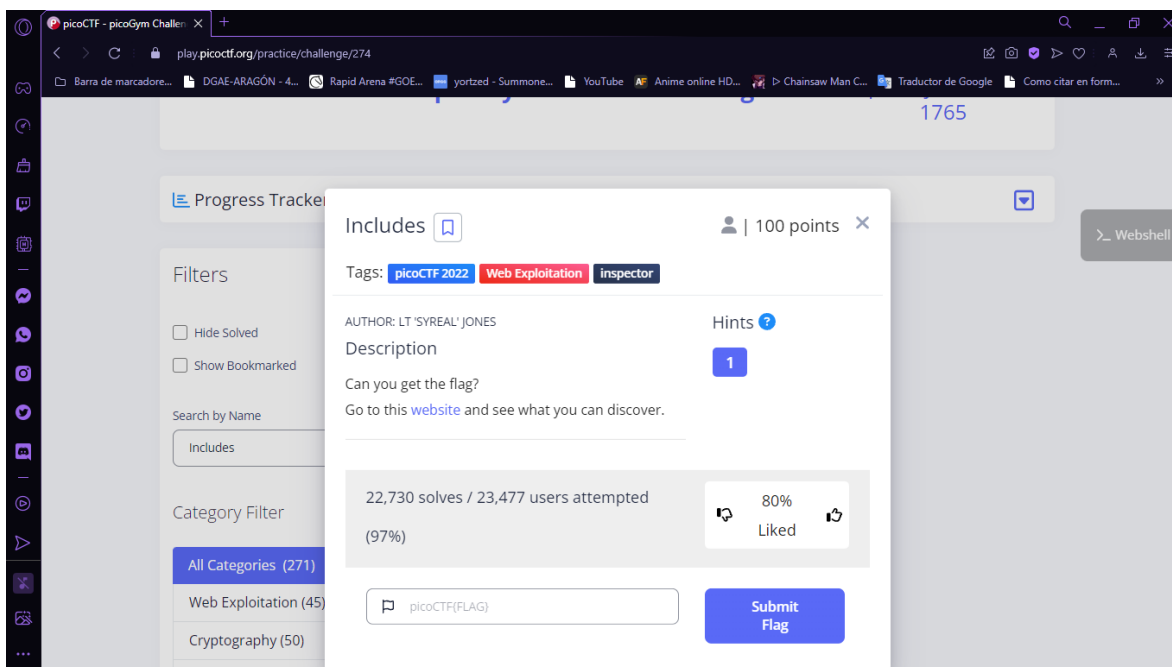 picoCTF - picoGym Challen
play.picoctf.org/practice/challenge/274
Barra de marcadore... DGAE-ARAGÓN - 4... Rapid Arena #GOE... yortzed - Summone... YouTube AF Anime online HD... ▷ Chainsaw Man C... Traductor de Google Como citar en form... »
1765
Progress Tracke
>_ Webshell
Includes
| 100 points
Tags: picoCTF 2022 Web Exploitation inspector
Filters
Hide Solved
Show Bookmarked
Search by Name
Includes
Category Filter
All Categories (271)
Web Exploitation (45)
Cryptography (50)
AUTHOR: LT 'SYREAL' JONES
Description
Can you get the flag?
Go to this website and see what you can discover.
Hints ?
1
22,730 solves / 23,477 users attempted
(97%)
80%
Liked
picoCTF{FLAG}
Submit
Flag